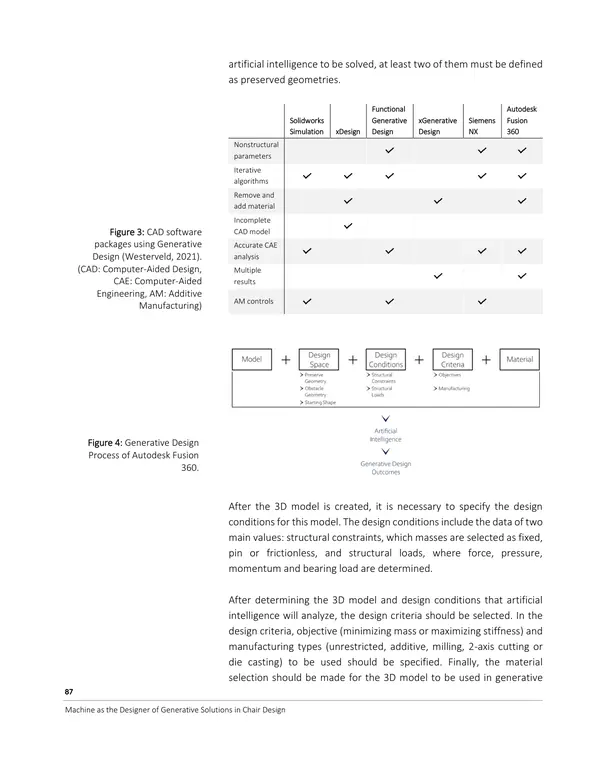 artificial intelligence to be solved, at least two of them must be defined
as preserved geometries.
Solidworks Simulation xDesign Functional Generative Design xGenerative Design Siemens NX Autodesk Fusion 360
Nonstructural parameters ✓ ✓ ✓
Iterative algorithms ✓ ✓ ✓ ✓ ✓
Remove and add material ✓ ✓ ✓
Incomplete CAD model ✓
Accurate CAE analysis ✓ ✓ ✓ ✓
Multiple results ✓ ✓
AM controls ✓ ✓ ✓
Figure 3: CAD software
packages using Generative
Design (Westerveld, 2021).
(CAD: Computer-Aided Design,
CAE: Computer-Aided
Engineering, AM: Additive
Manufacturing)
Model + Design Space + Design Conditions + Design Criteria + Material
Preserve Geometry
Obstacle Geometry
Starting Shape
Structural Constraints
Structural Loads
Objectives
Manufacturing
Artificial
Intelligence
Generative Design
Outcomes
Figure 4: Generative Design
Process of Autodesk Fusion
360.
After the 3D model is created, it is necessary to specify the design
conditions for this model. The design conditions include the data of two
main values: structural constraints, which masses are selected as fixed,
pin or frictionless, and structural loads, where force, pressure,
momentum and bearing load are determined.
After determining the 3D model and design conditions that artificial
intelligence will analyze, the design criteria should be selected. In the
design criteria, objective (minimizing mass or maximizing stiffness) and
manufacturing types (unrestricted, additive, milling, 2-axis cutting or
die casting) to be used should be specified. Finally, the material
selection should be made for the 3D model to be used in generative
87
Machine as the Designer of Generative Solutions in Chair Design